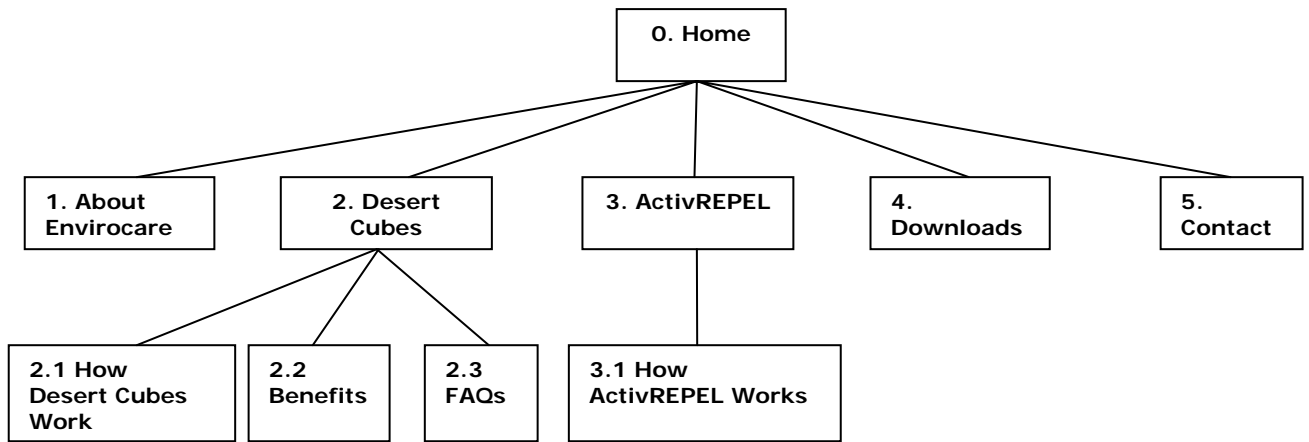 0. Home
1. About
Envirocare
2. Desert
Cubes
3. ActivREPEL
4.
Downloads
5.
Contact
2.1 How
Desert Cubes
Work
2.2
Benefits
2.3
FAQs
3.1 How
ActivREPEL Works